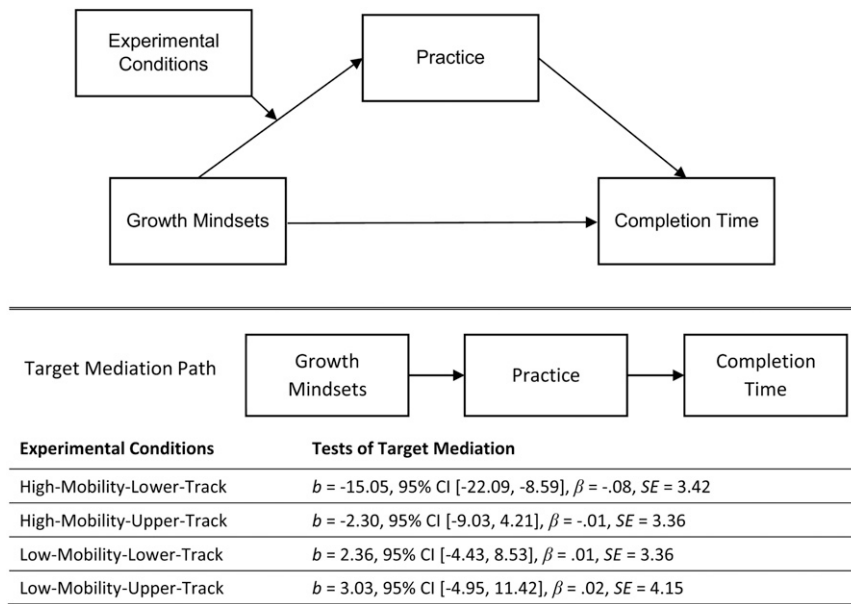 Experimental
Conditions
Practice
Growth Mindsets
Completion Time
Target Mediation Path
Growth
Mindsets
Practice
Completion
Time
Experimental Conditions Tests of Target Mediation
High-Mobility-Lower-Track b = -15.05, 95% CI [-22.09, -8.59], β = -.08, SE = 3.42
High-Mobility-Upper-Track b = -2.30, 95% CI [-9.03, 4.21], β = -.01, SE = 3.36
Low-Mobility-Lower-Track b = 2.36, 95% CI [-4.43, 8.53], β = .01, SE = 3.36
Low-Mobility-Upper-Track b = 3.03, 95% CI [-4.95, 11.42], β = .02, SE = 4.15